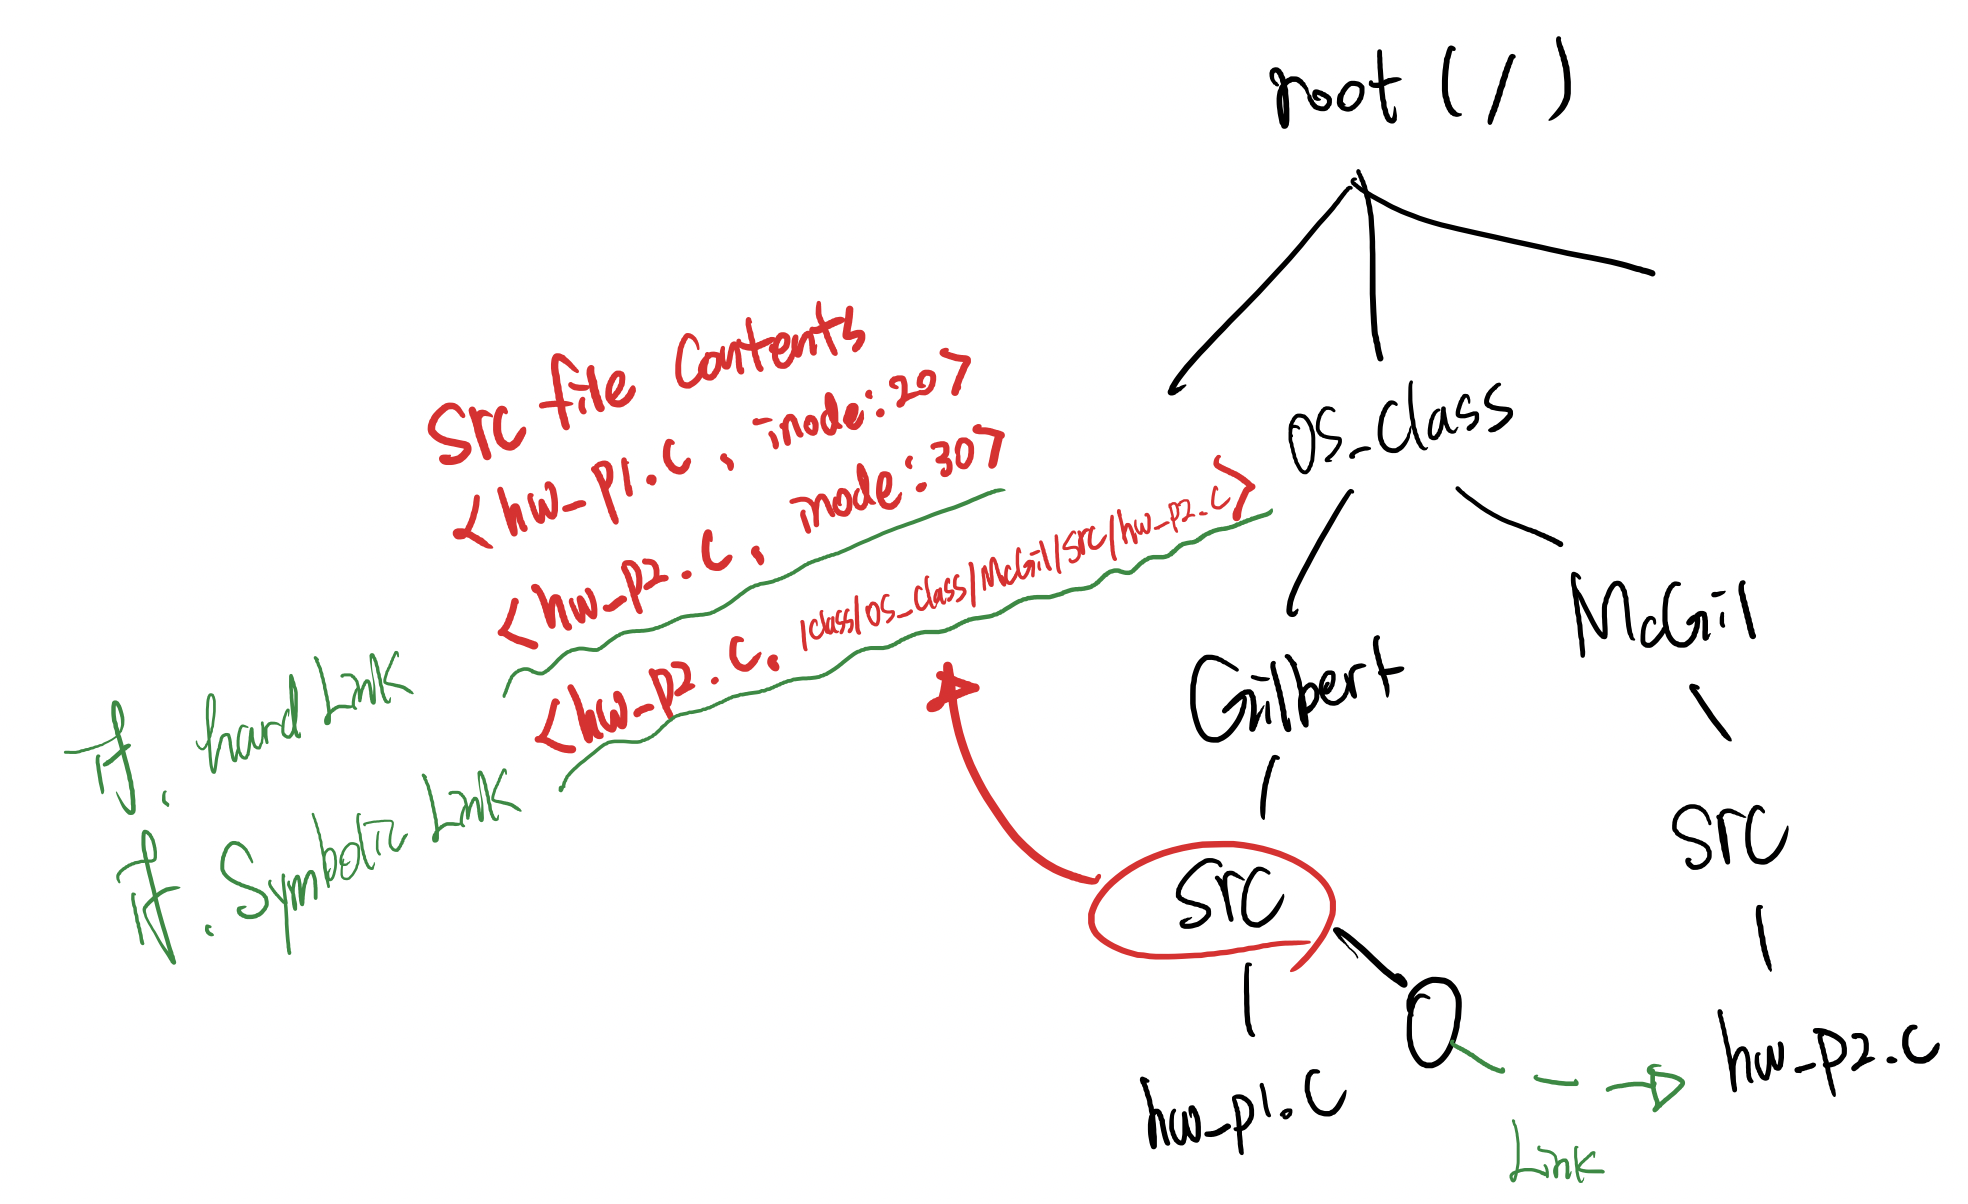 root (/)
Src file Contents
<hw_p1.c, inode:20>
<hw_p2.c, inode:30>
<hw_p2.c, /class/os_class/McGil/src/hw_p2.c>
if. hard Link
if. Symbolic Link
os_class
Gilbert
McGil
src
src
hw_p1.c
hw_p2.c
Link